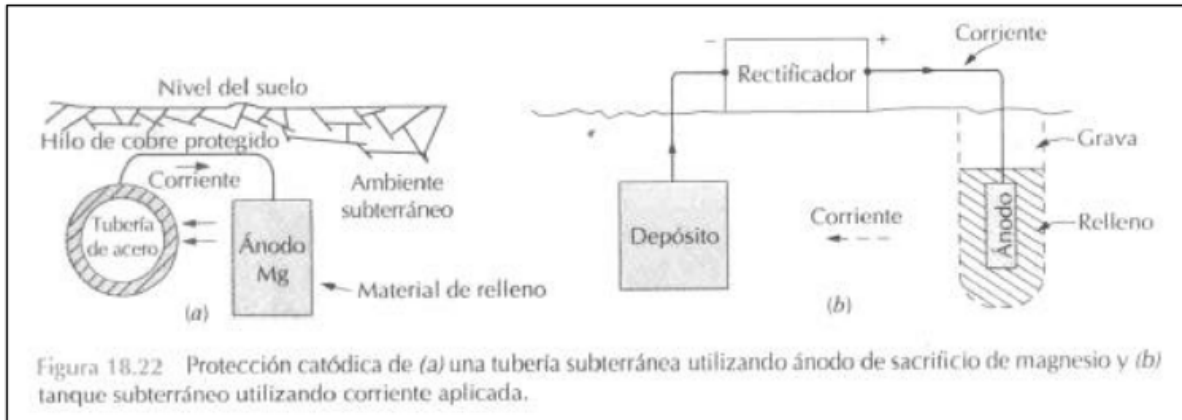 Nivel del suelo
Hilo de cobre protegido
Corriente
Ambiente
subterráneo
Tubería
de acero
Ánodo
Mg
Material de relleno
(a)
−
+
Rectificador
Corriente
Grava
Relleno
Ánodo
Corriente
Depósito
(b)
Figura 18.22 Protección catódica de (a) una tubería subterránea utilizando ánodo de sacrificio de magnesio y (b)
tanque subterráneo utilizando corriente aplicada.